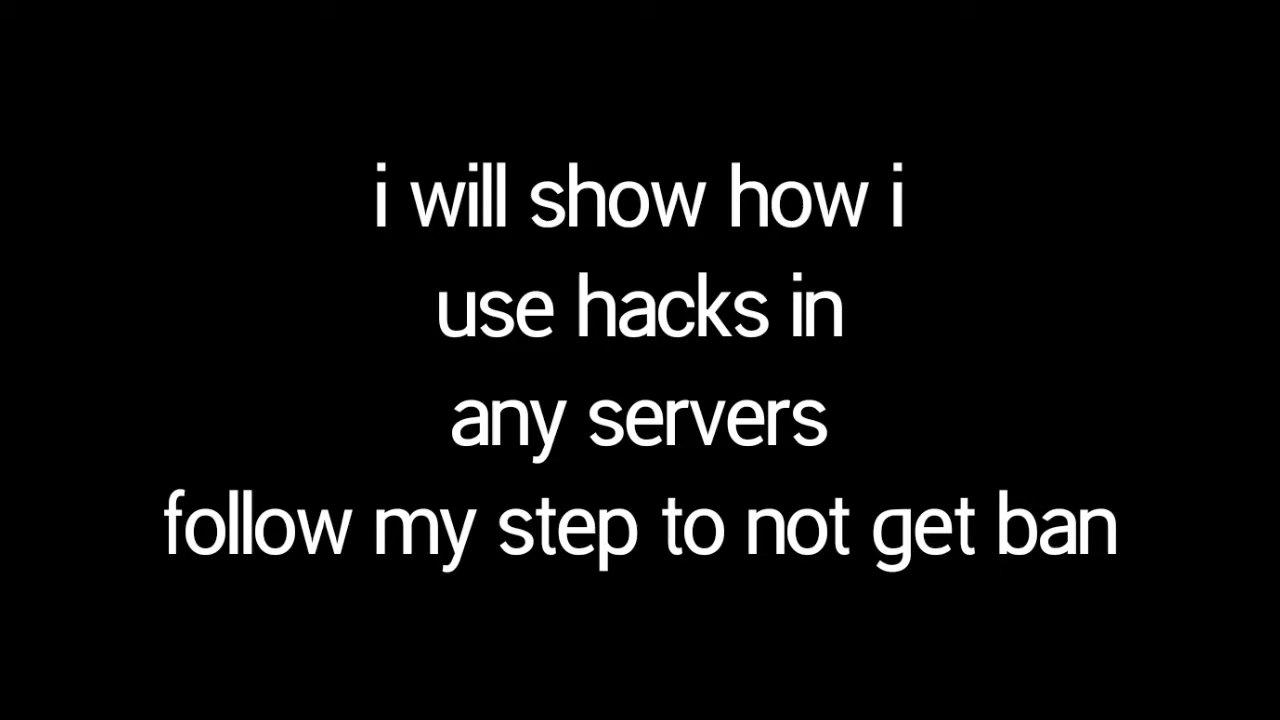 i will show how i
use hacks in
any servers
follow my step to not get ban